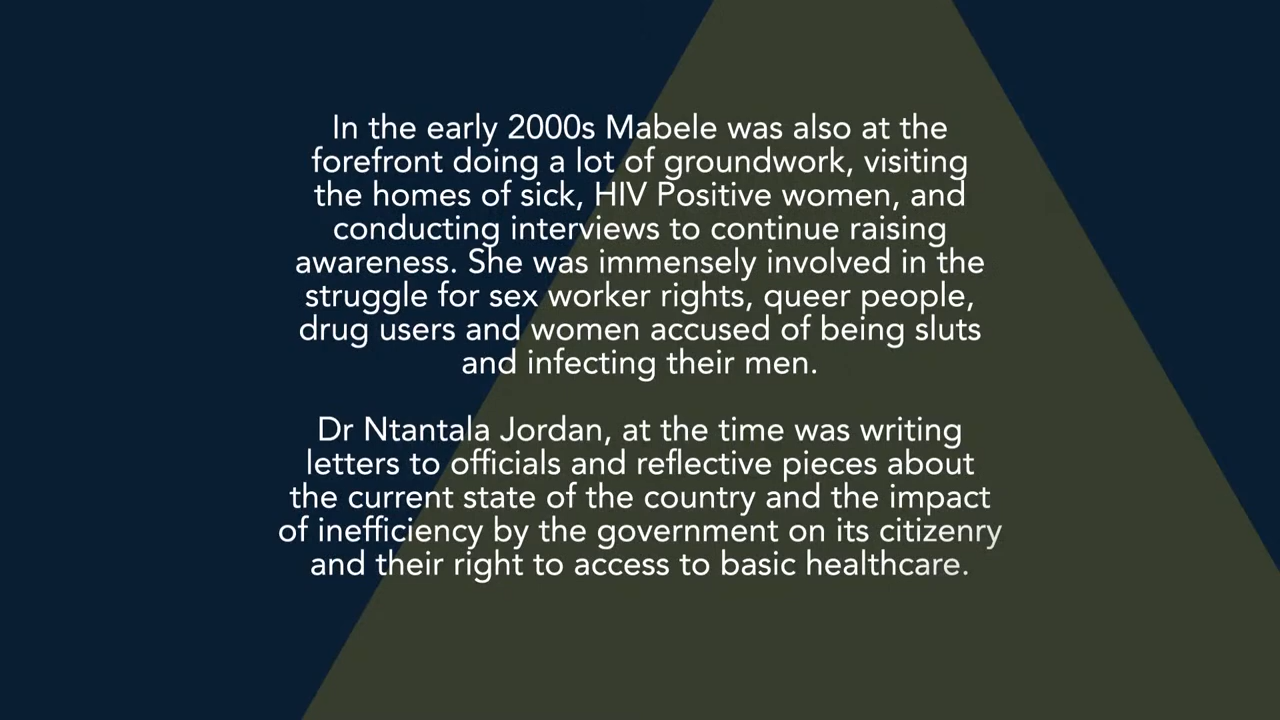 In the early 2000s Mabele was also at the
forefront doing a lot of groundwork, visiting
the homes of sick, HIV Positive women, and
conducting interviews to continue raising
awareness. She was immensely involved in the
struggle for sex worker rights, queer people,
drug users and women accused of being sluts
and infecting their men.
Dr Ntantala Jordan, at the time was writing
letters to officials and reflective pieces about
the current state of the country and the impact
of inefficiency by the government on its citizenry
and their right to access to basic healthcare.